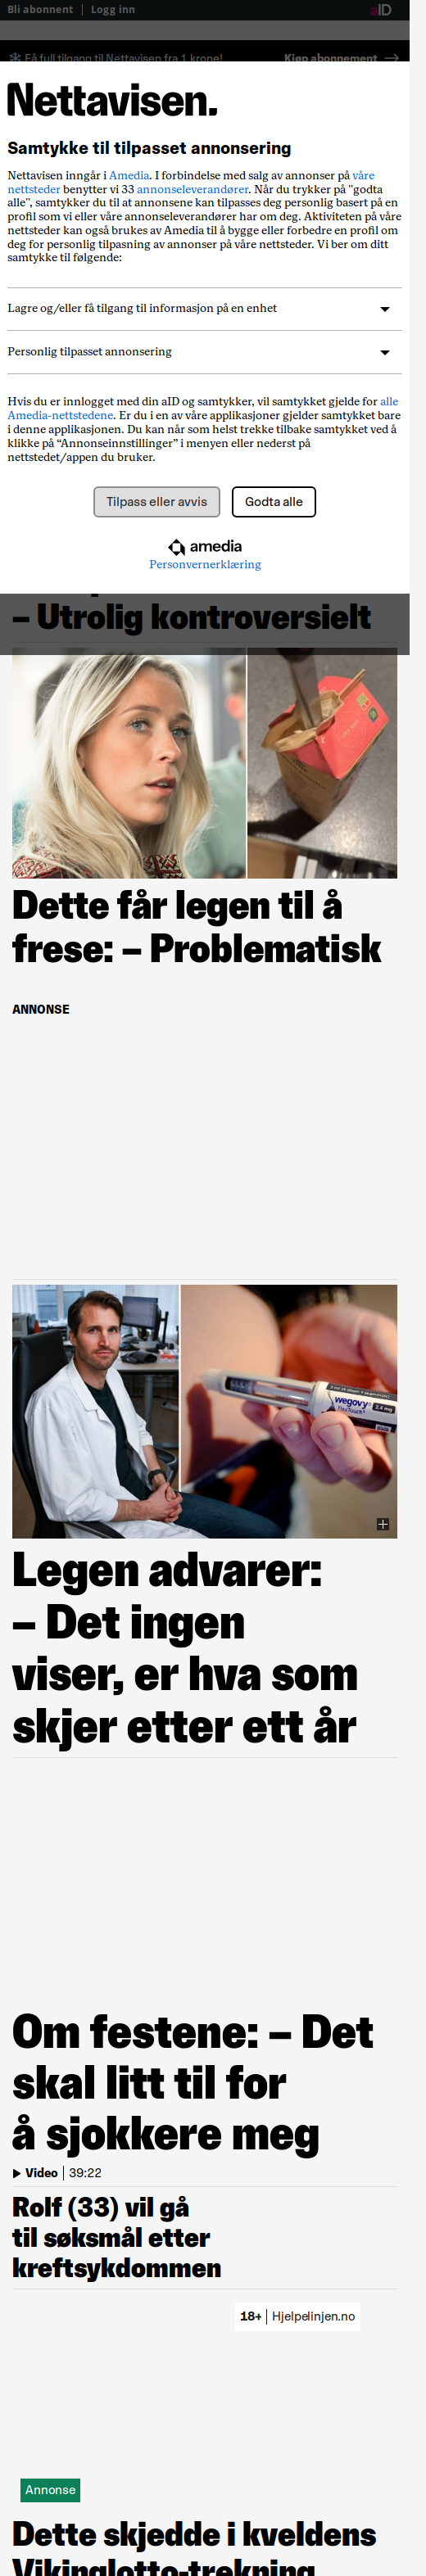 Bli abonnent | Logg inn
aID
Få full tilgang til Nettavisen fra 1 krone!
Kjøp abonnement
Nettavisen.
Samtykke til tilpasset annonsering
Nettavisen inngår i Amedia. I forbindelse med salg av annonser på våre
nettsteder benytter vi 33 annonseleverandører. Når du trykker på "godta
alle", samtykker du til at annonsene kan tilpasses deg personlig basert på en
profil som vi eller våre annonseleverandører har om deg. Aktiviteten på våre
nettsteder kan også brukes av Amedia til å bygge eller forbedre en profil om
deg for personlig tilpasning av annonser på våre nettsteder. Vi ber om ditt
samtykke til følgende:
Lagre og/eller få tilgang til informasjon på en enhet
Personlig tilpasset annonsering
Hvis du er innlogget med din aID og samtykker, vil samtykket gjelde for alle
Amedia-nettstedene. Er du i en av våre applikasjoner gjelder samtykket bare
i denne applikasjonen. Du kan når som helst trekke tilbake samtykket ved å
klikke på “Annonseinnstillinger” i menyen eller nederst på
nettstedet/appen du bruker.
Tilpass eller avvis
Godta alle
amedia
Personvernerklæring
– Utrolig kontroversielt
Dette får legen til å
frese: – Problematisk
ANNONSE
wegovy
FlexTouch
2,4 mg
Legen advarer:
– Det ingen
viser, er hva som
skjer etter ett år
Om festene: – Det
skal litt til for
å sjokkere meg
Video | 39:22
Rolf (33) vil gå
til søksmål etter
kreftsykdommen
18+ | Hjelpelinjen.no
Annonse
Dette skjedde i kveldens
Vikinglotto-trekning